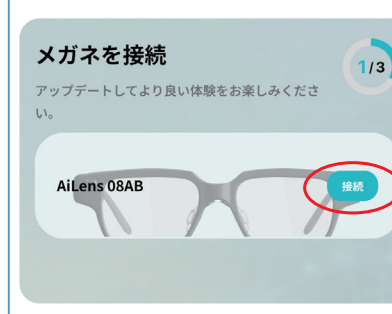 メガネを接続
1/3
アップデートしてより良い体験をお楽しみくださ
い。
AiLens 08AB
接続